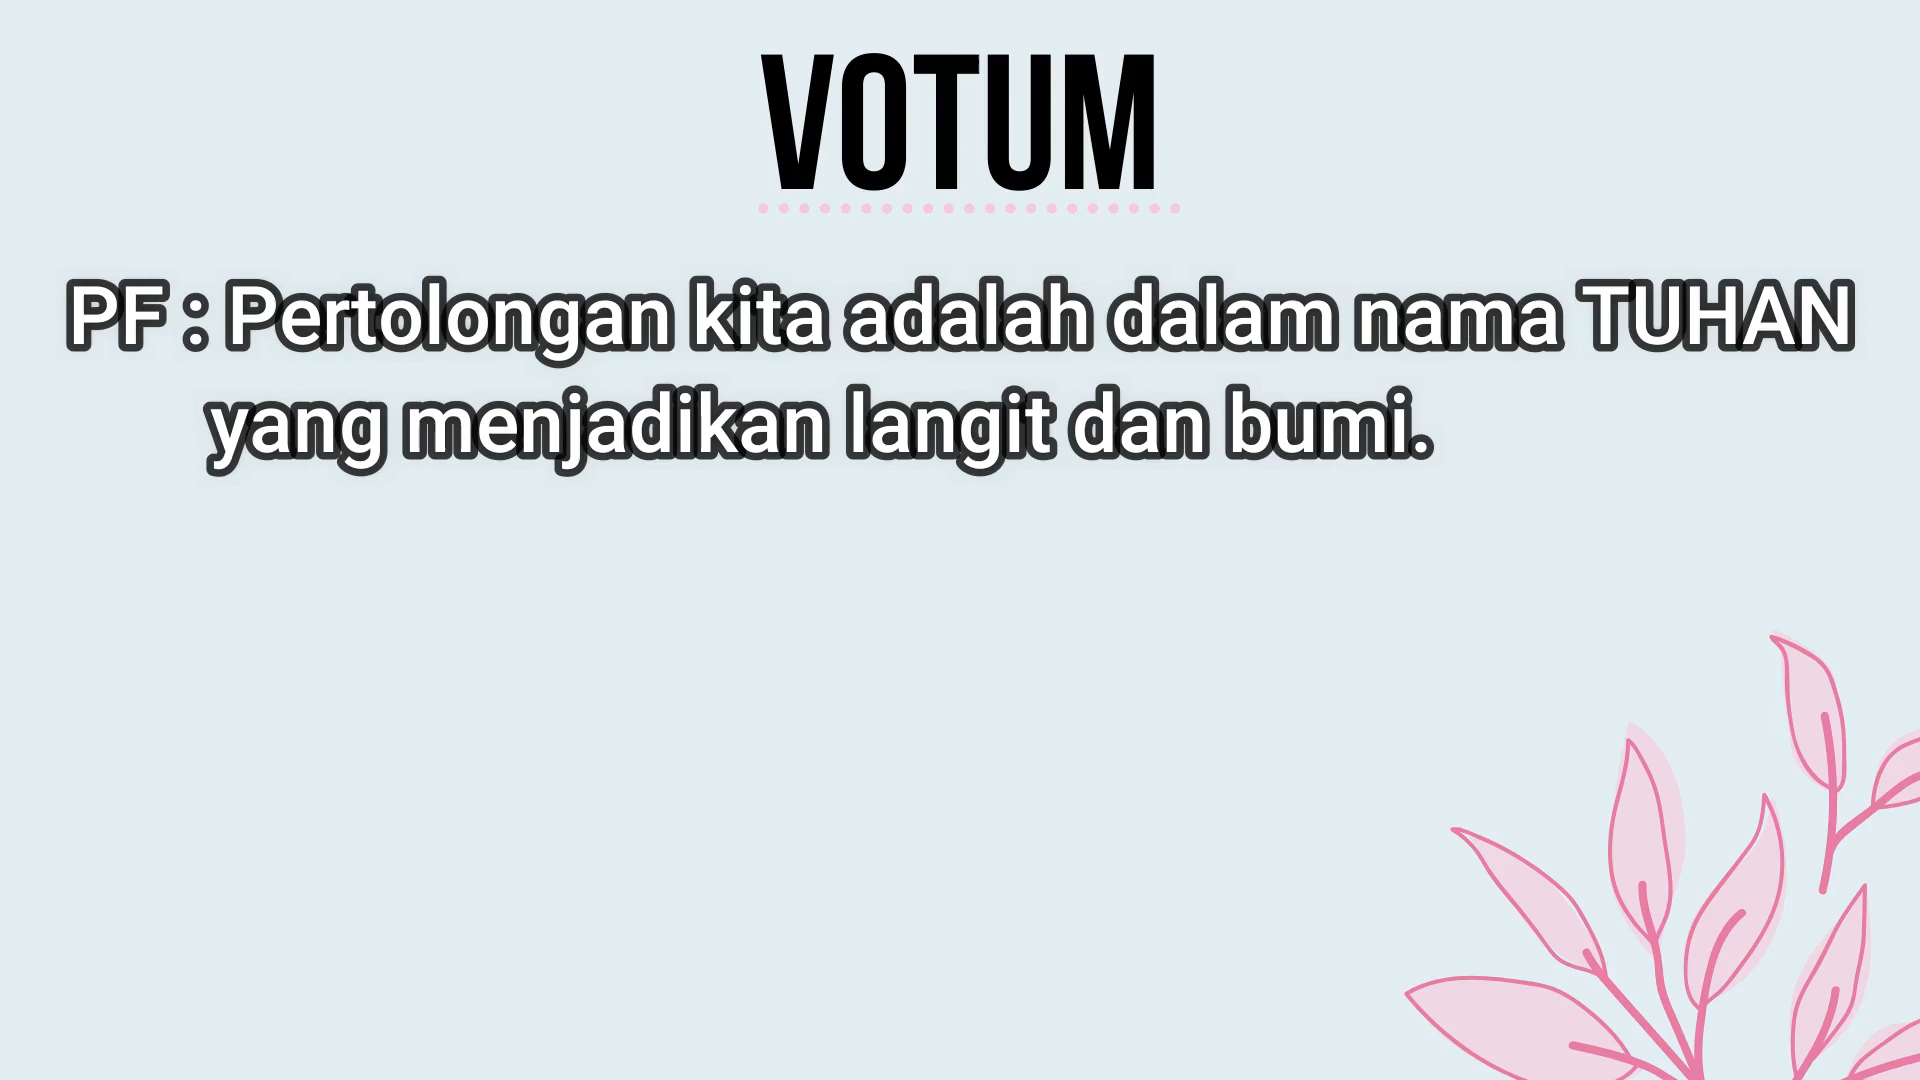 VOTUM
PF : Pertolongan kita adalah dalam nama TUHAN
yang menjadikan langit dan bumi.